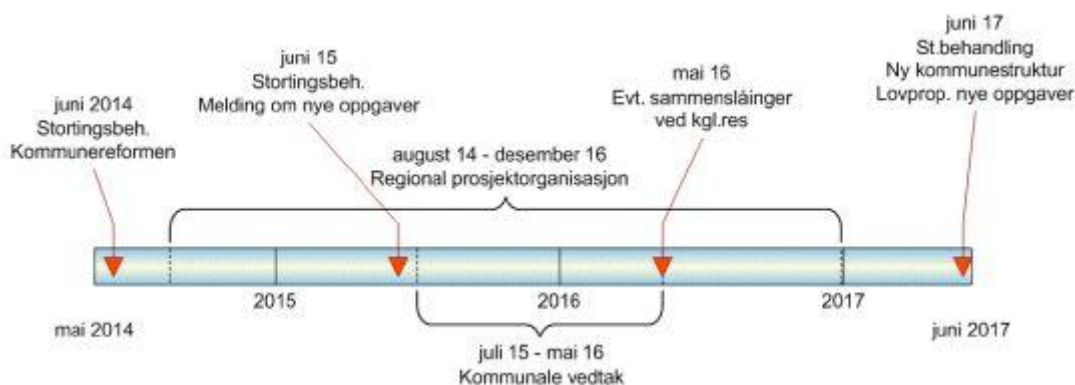 juni 2014
Stortingsbeh.
Kommunereformen
juni 15
Stortingsbeh.
Melding om nye oppgaver
august 14 - desember 16
Regional prosjektorganisasjon
mai 16
Evt. sammenslåinger
ved kgl.res
juni 17
St.behandling
Ny kommunestruktur
Lovprop. nye oppgaver
2015
2016
2017
mai 2014
juni 2017
juli 15 - mai 16
Kommunale vedtak